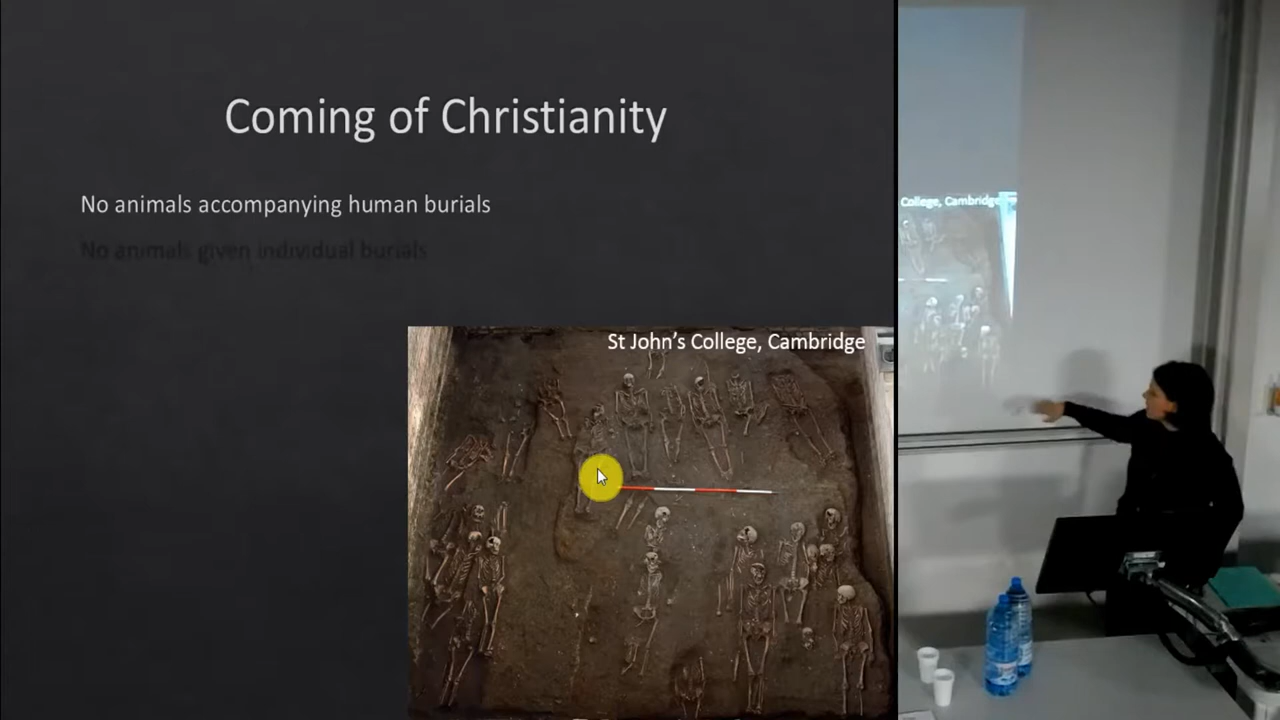 Coming of Christianity
No animals accompanying human burials
No animals given individual burials
St John's College, Cambridge
College, Cambridge